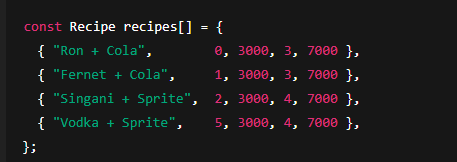 const Recipe recipes[] = {
{ "Ron + Cola", 0, 3000, 3, 7000 },
{ "Fernet + Cola", 1, 3000, 3, 7000 },
{ "Singani + Sprite", 2, 3000, 4, 7000 },
{ "Vodka + Sprite", 5, 3000, 4, 7000 },
};